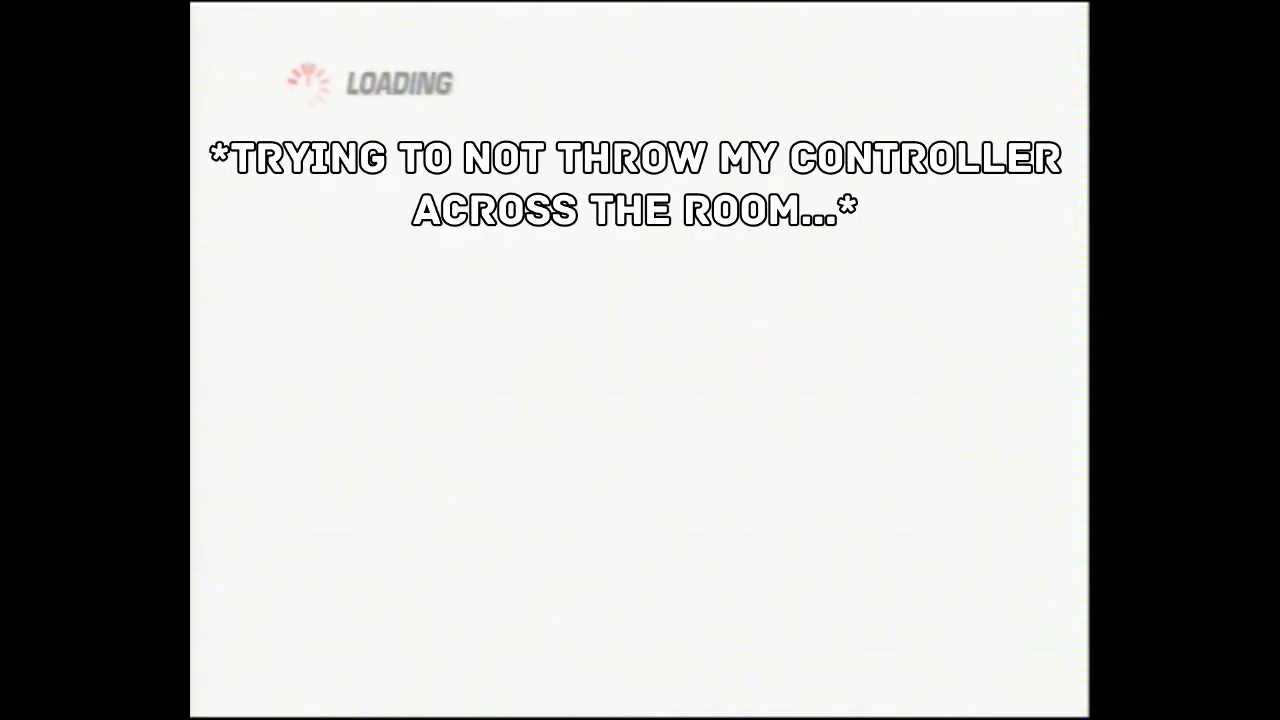 LOADING
*TRYING TO NOT THROW MY CONTROLLER
ACROSS THE ROOM...*